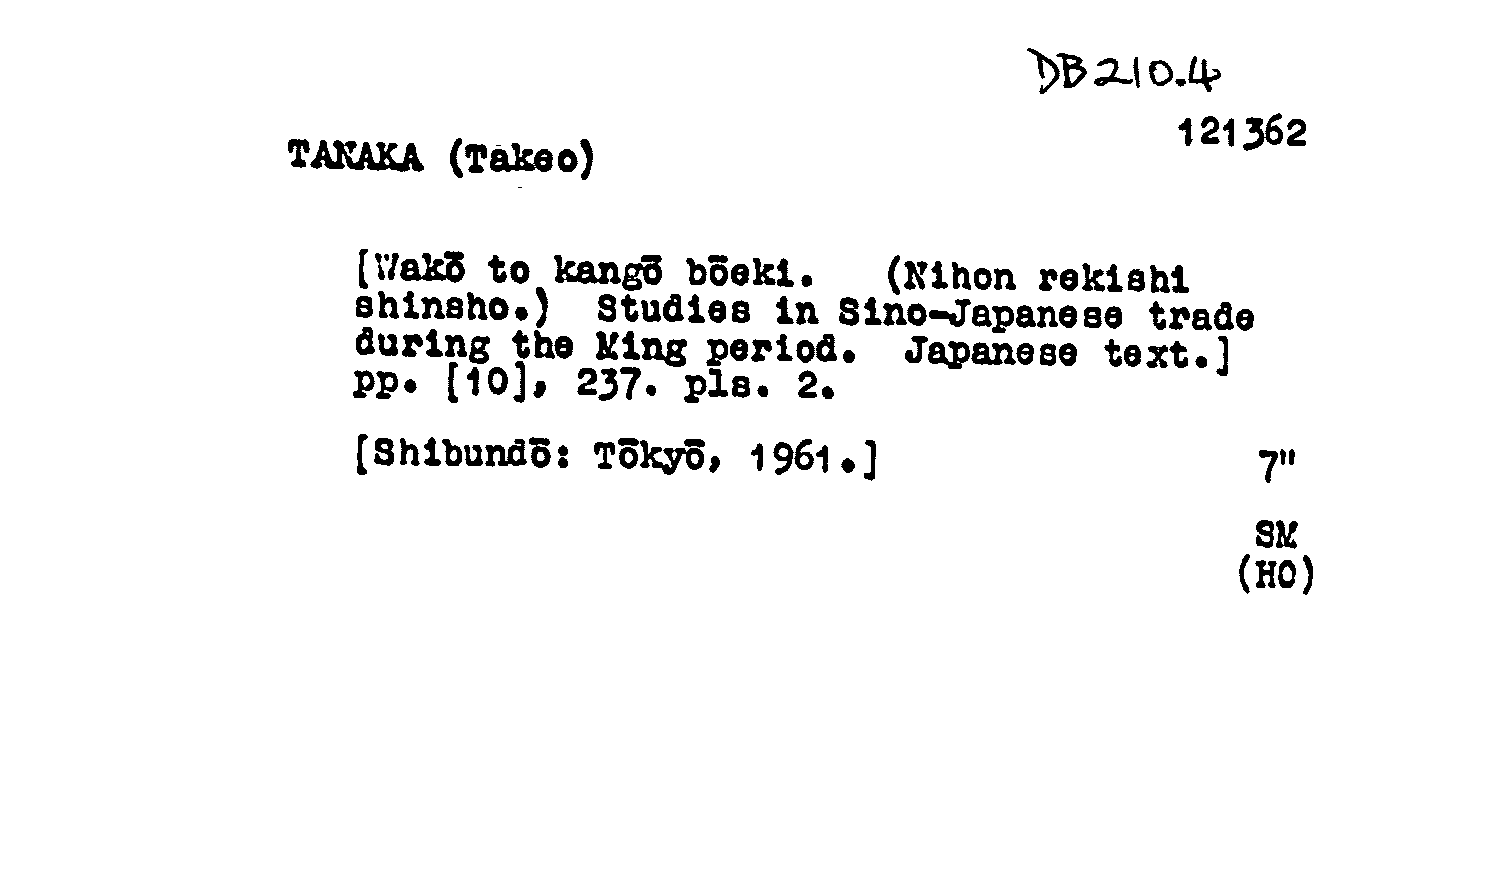 DB210.4
121362
TANAKA (Takeo)
[Wakō to kangō bōeki. (Nihon rekishi
shinsho.) Studies in Sino-Japanese trade
during the Ming period. Japanese text.]
pp. [10], 237. pls. 2.
[Shibundō: Tōkyō, 1961.]
7"
SM
(HO)